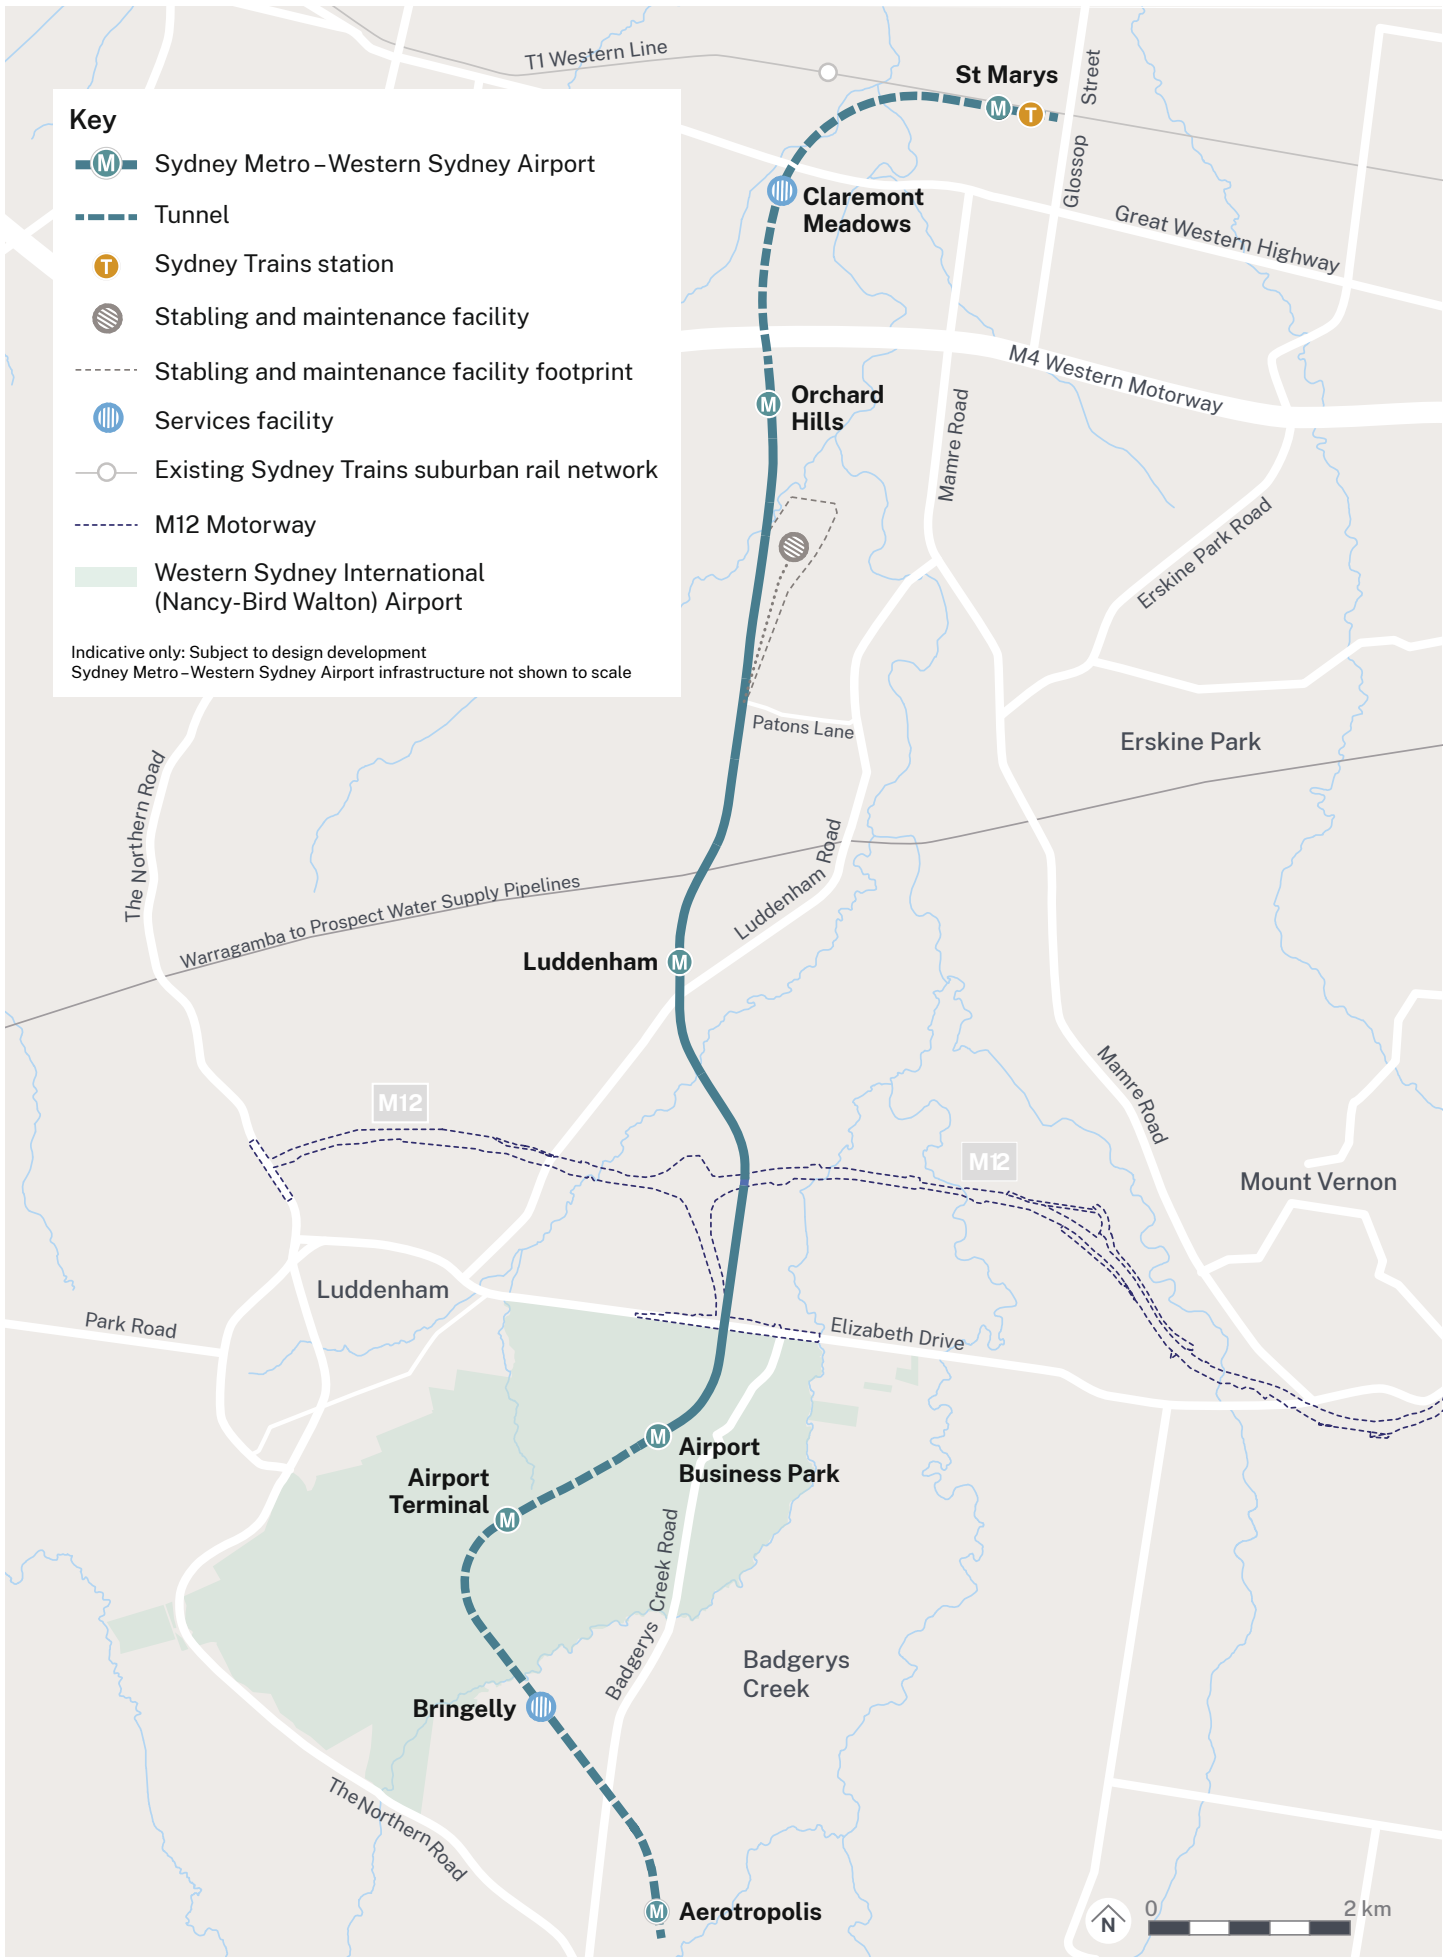 T1 Western Line
St Marys
M
T
Glossop Street
Key
M
Sydney Metro – Western Sydney Airport
Tunnel
T
Sydney Trains station
Stabling and maintenance facility
Stabling and maintenance facility footprint
Services facility
Existing Sydney Trains suburban rail network
M12 Motorway
Western Sydney International
(Nancy-Bird Walton) Airport
Indicative only: Subject to design development
Sydney Metro – Western Sydney Airport infrastructure not shown to scale
Claremont
Meadows
Great Western Highway
M4 Western Motorway
M
Orchard
Hills
Mamre Road
Erskine Park Road
Patons Lane
Erskine Park
The Northern Road
Luddenham Road
Warragamba to Prospect Water Supply Pipelines
Luddenham
M
Mamre Road
M12
M12
Mount Vernon
Luddenham
Park Road
Elizabeth Drive
M
Airport
Business Park
Airport
Terminal
M
Badgerys Creek Road
Badgerys
Creek
Bringelly
The Northern Road
M
Aerotropolis
N
0
2 km